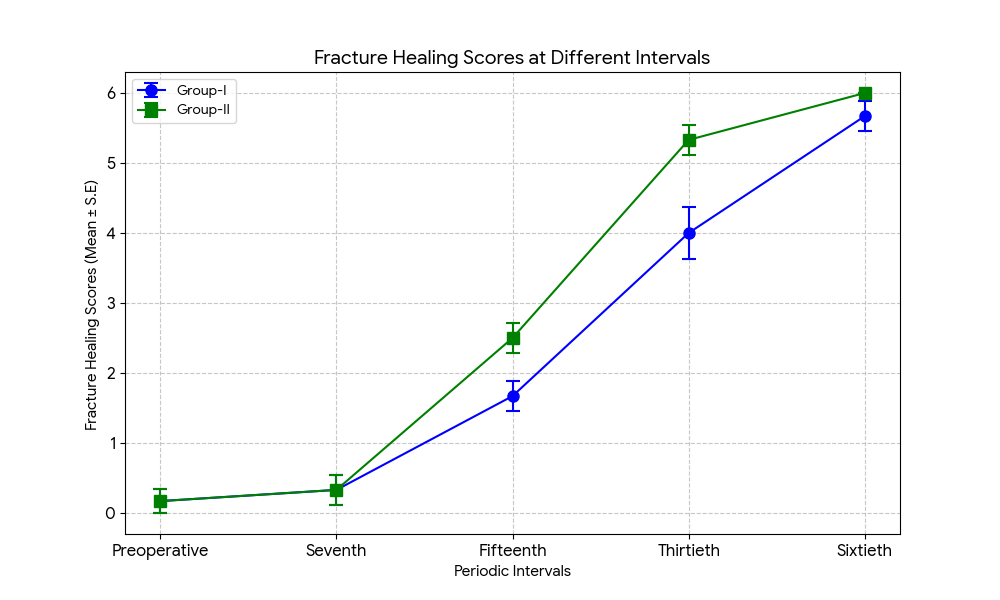 Fracture Healing Scores at Different Intervals
Group-I
Group-II
Fracture Healing Scores (Mean ± S.E)
6
5
4
3
2
1
0
Preoperative Seventh Fifteenth Thirtieth Sixtieth
Periodic Intervals